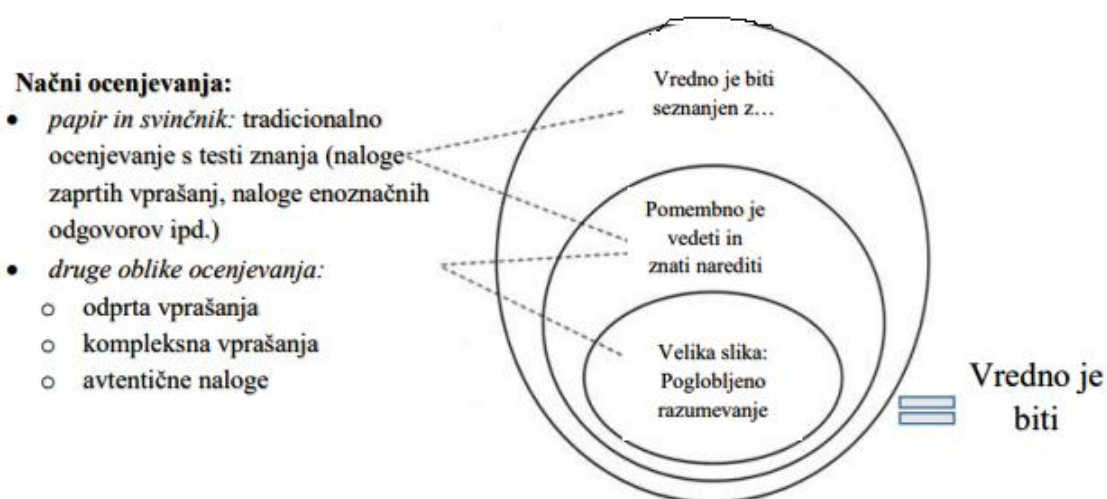 Načni ocenjevanja:
• papir in svinčnik: tradicionalno
ocenjevanje s testi znanja (naloge
zaprtih vprašanj, naloge enoznačnih
odgovorov ipd.)
• druge oblike ocenjevanja:
o odprta vprašanja
o kompleksna vprašanja
o avtentične naloge
Vredno je biti
seznanjen z…
Pomembno je
vedeti in
znati narediti
Velika slika:
Poglobljeno
razumevanje
Vredno je
biti